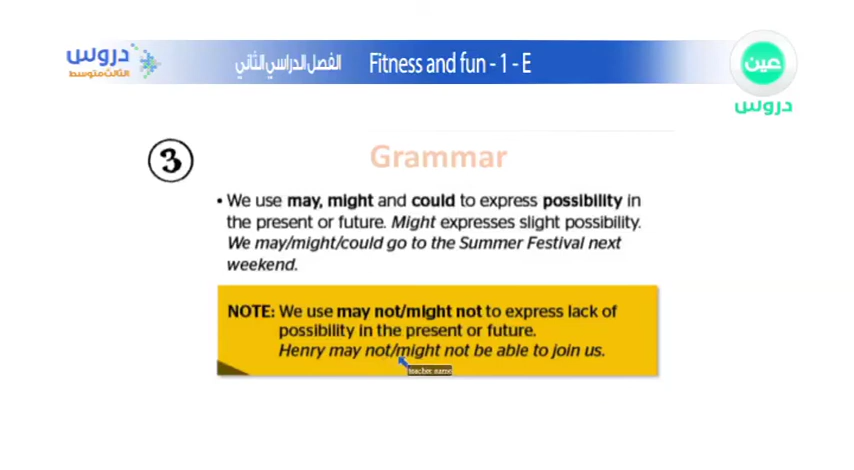 دروس
الثالث متوسط
الفصل الدراسي الثاني
Fitness and fun - 1 - E
عين
دروس
3
Grammar
• We use may, might and could to express possibility in
the present or future. Might expresses slight possibility.
We may/might/could go to the Summer Festival next
weekend.
NOTE: We use may not/might not to express lack of
possibility in the present or future.
Henry may not/might not be able to join us.
teacher name